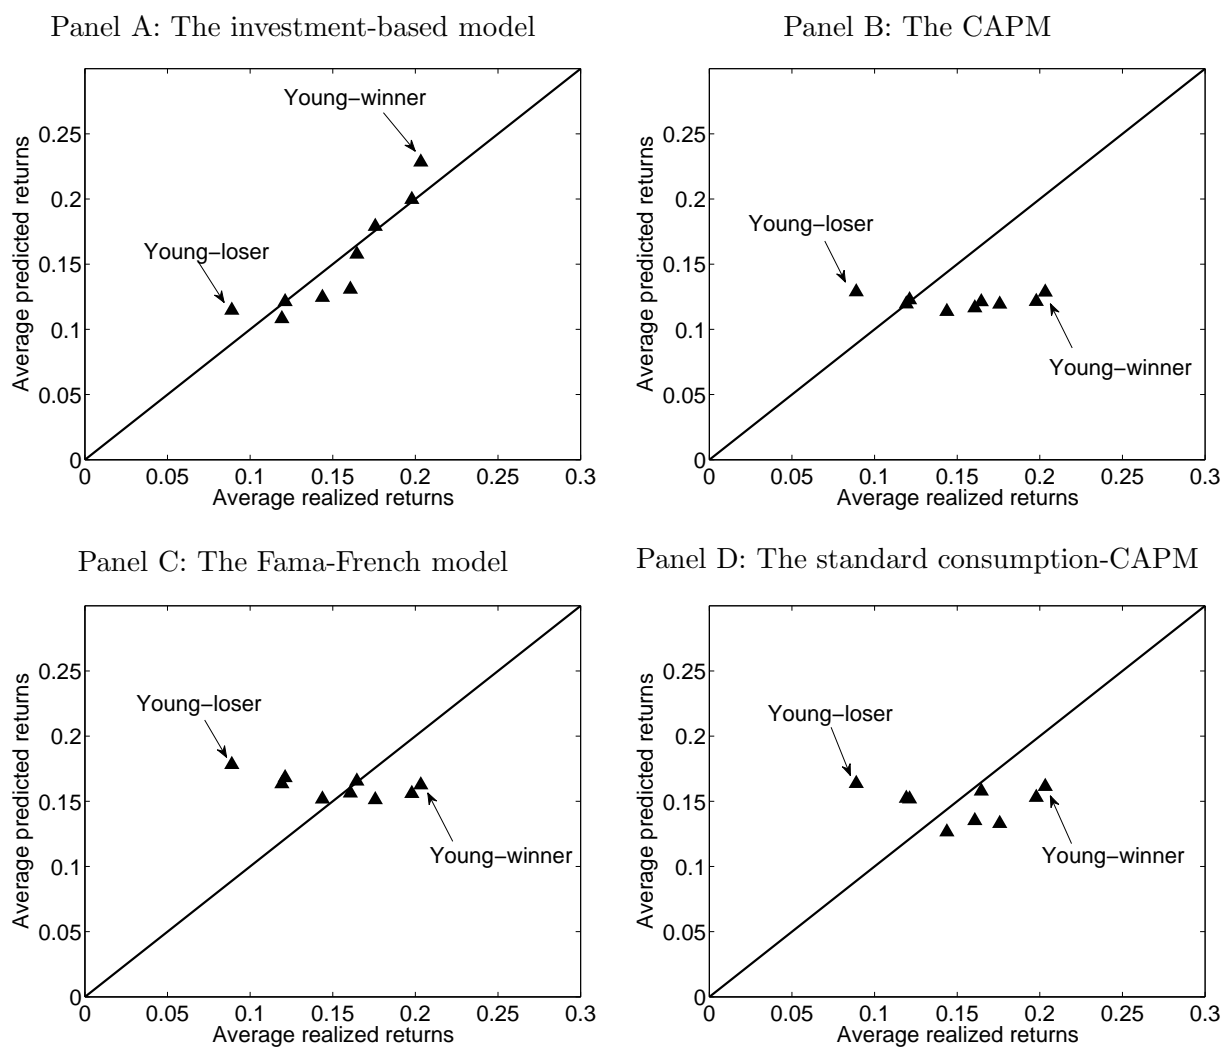 Panel A: The investment-based model
Young−winner
Young−loser
Average predicted returns
0.25
0.2
0.15
0.1
0.05
0
0 0.05 0.1 0.15 0.2 0.25 0.3
Average realized returns
Panel B: The CAPM
Young−loser
Young−winner
Average predicted returns
0.25
0.2
0.15
0.1
0.05
0
0 0.05 0.1 0.15 0.2 0.25 0.3
Average realized returns
Panel C: The Fama-French model
Young−loser
Young−winner
Average predicted returns
0.25
0.2
0.15
0.1
0.05
0
0 0.05 0.1 0.15 0.2 0.25 0.3
Average realized returns
Panel D: The standard consumption-CAPM
Young−loser
Young−winner
Average predicted returns
0.25
0.2
0.15
0.1
0.05
0
0 0.05 0.1 0.15 0.2 0.25 0.3
Average realized returns